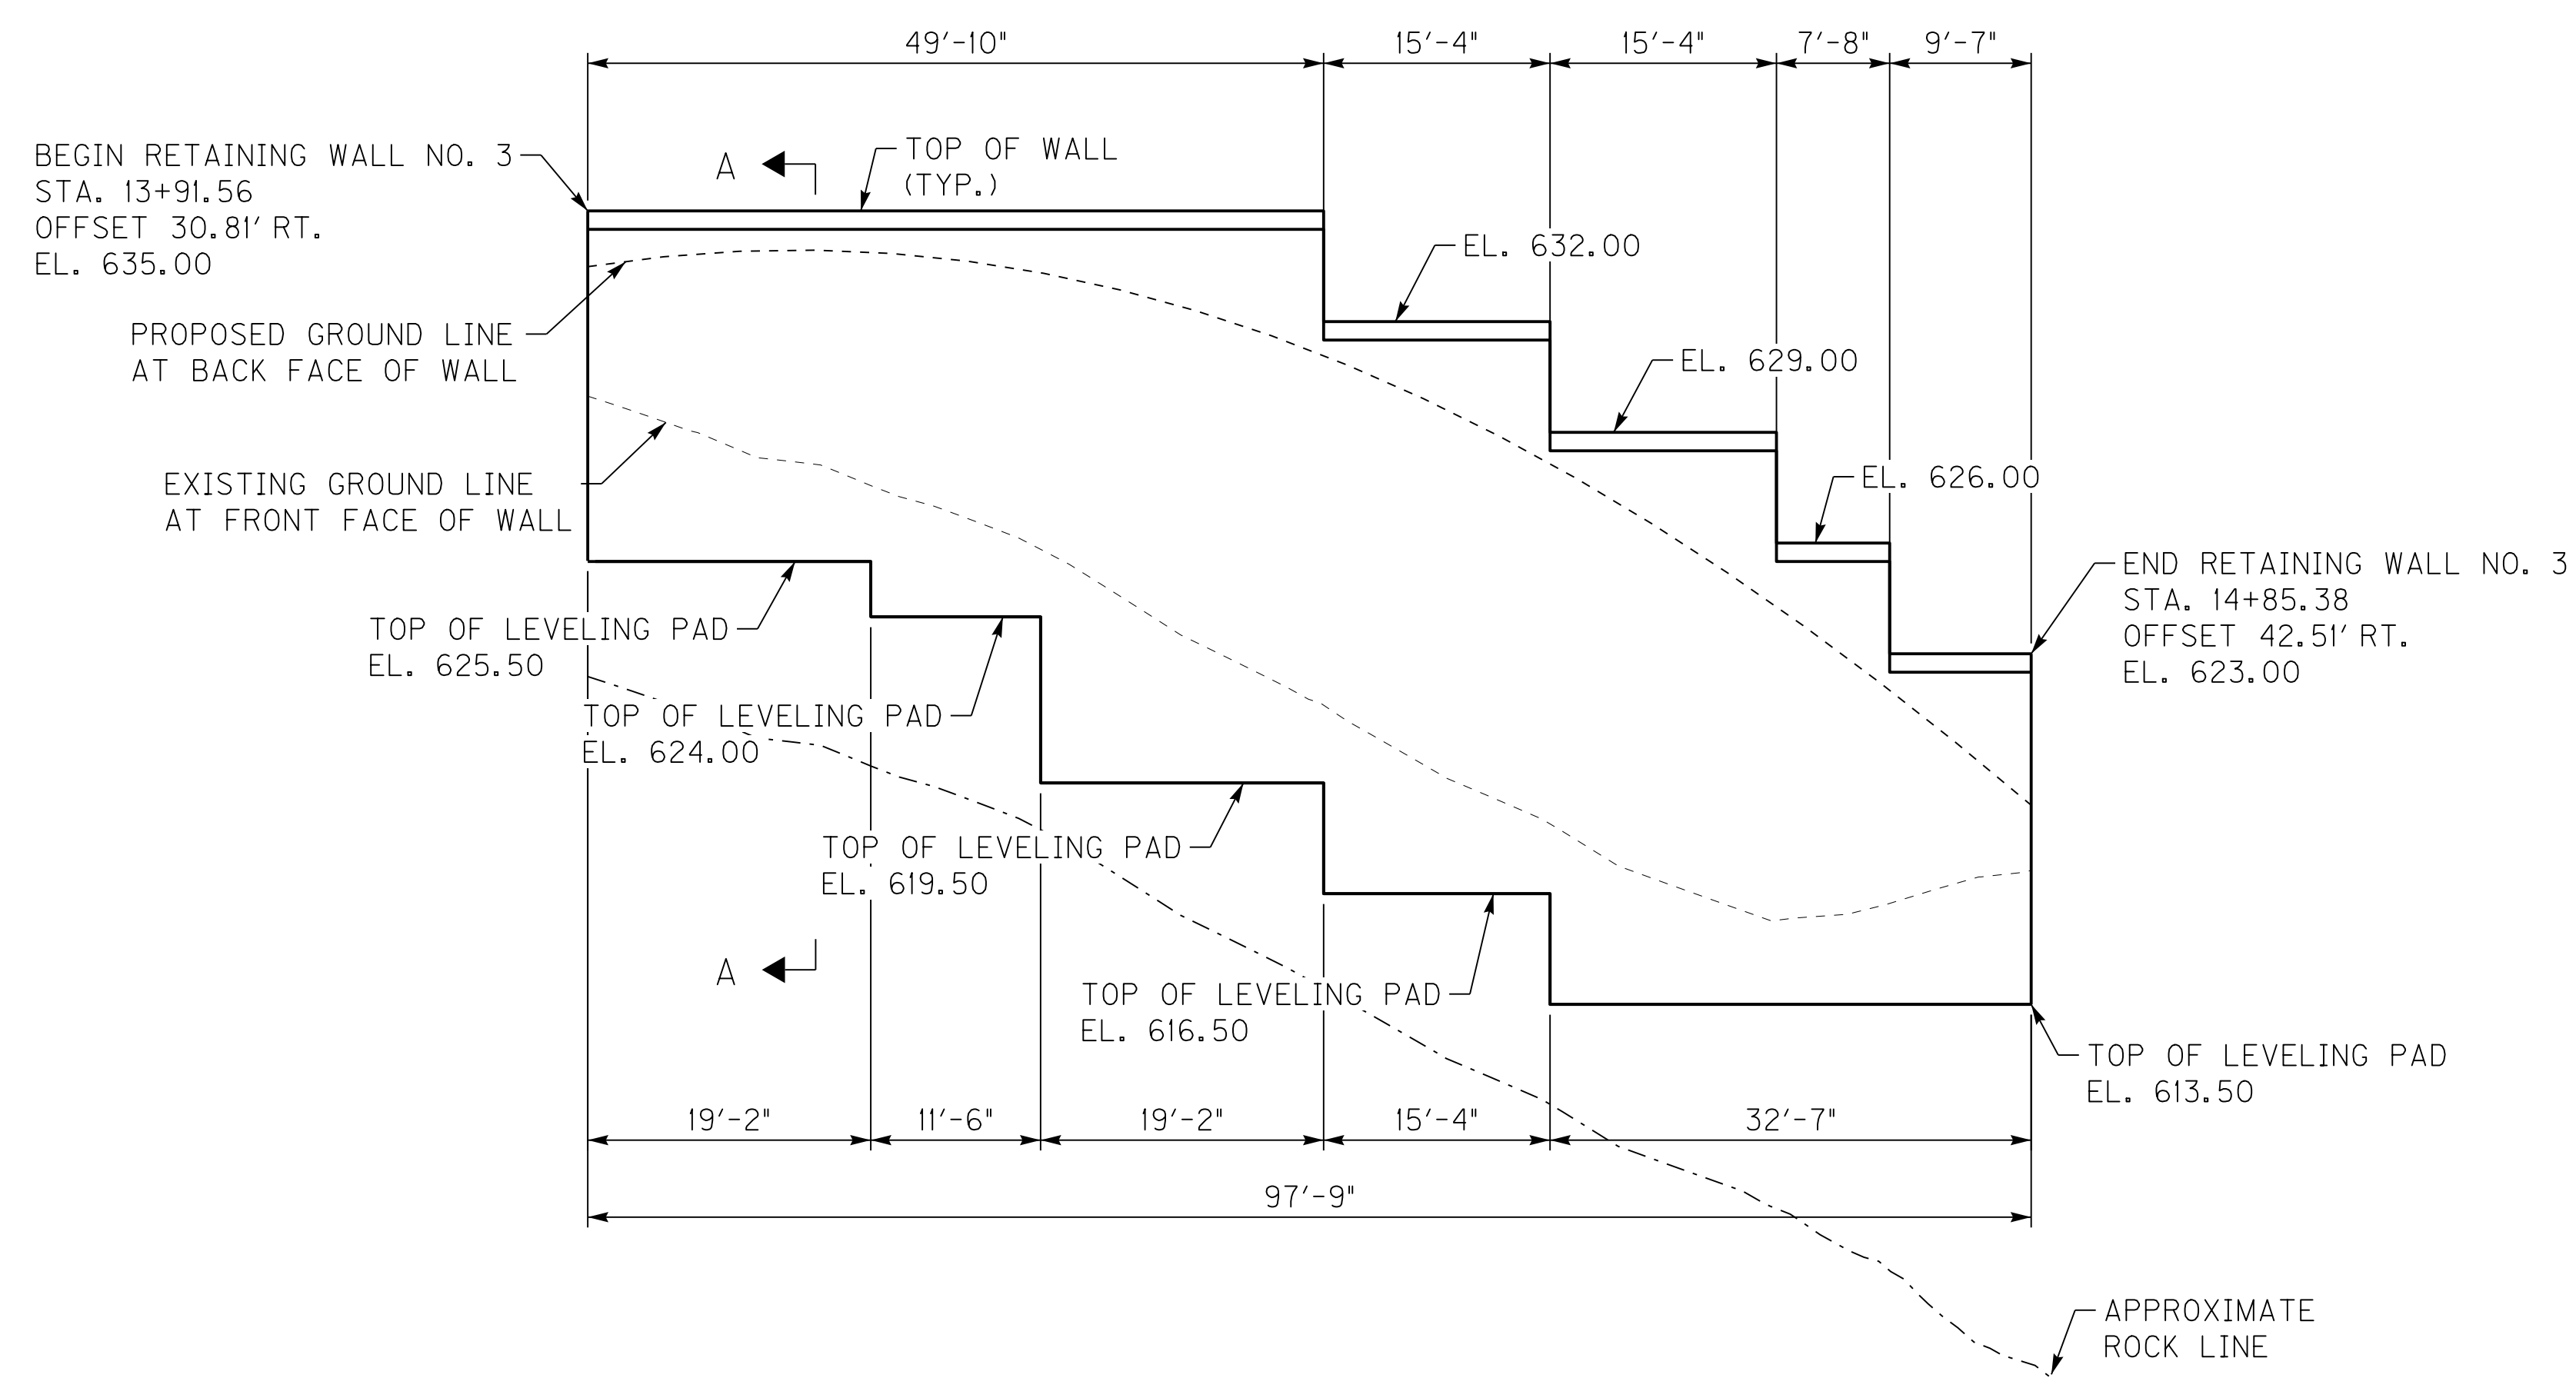 49'-10" 15'-4" 15'-4" 7'-8" 9'-7"
BEGIN RETAINING WALL NO. 3
STA. 13+91.56
OFFSET 30.81' RT.
EL. 635.00
A
TOP OF WALL
(TYP.)
EL. 632.00
PROPOSED GROUND LINE
AT BACK FACE OF WALL
EL. 629.00
EXISTING GROUND LINE
AT FRONT FACE OF WALL
EL. 626.00
END RETAINING WALL NO. 3
STA. 14+85.38
OFFSET 42.51' RT.
EL. 623.00
TOP OF LEVELING PAD
EL. 625.50
TOP OF LEVELING PAD
EL. 624.00
TOP OF LEVELING PAD
EL. 619.50
A
TOP OF LEVELING PAD
EL. 616.50
TOP OF LEVELING PAD
EL. 613.50
19'-2" 11'-6" 19'-2" 15'-4" 32'-7"
97'-9"
APPROXIMATE
ROCK LINE